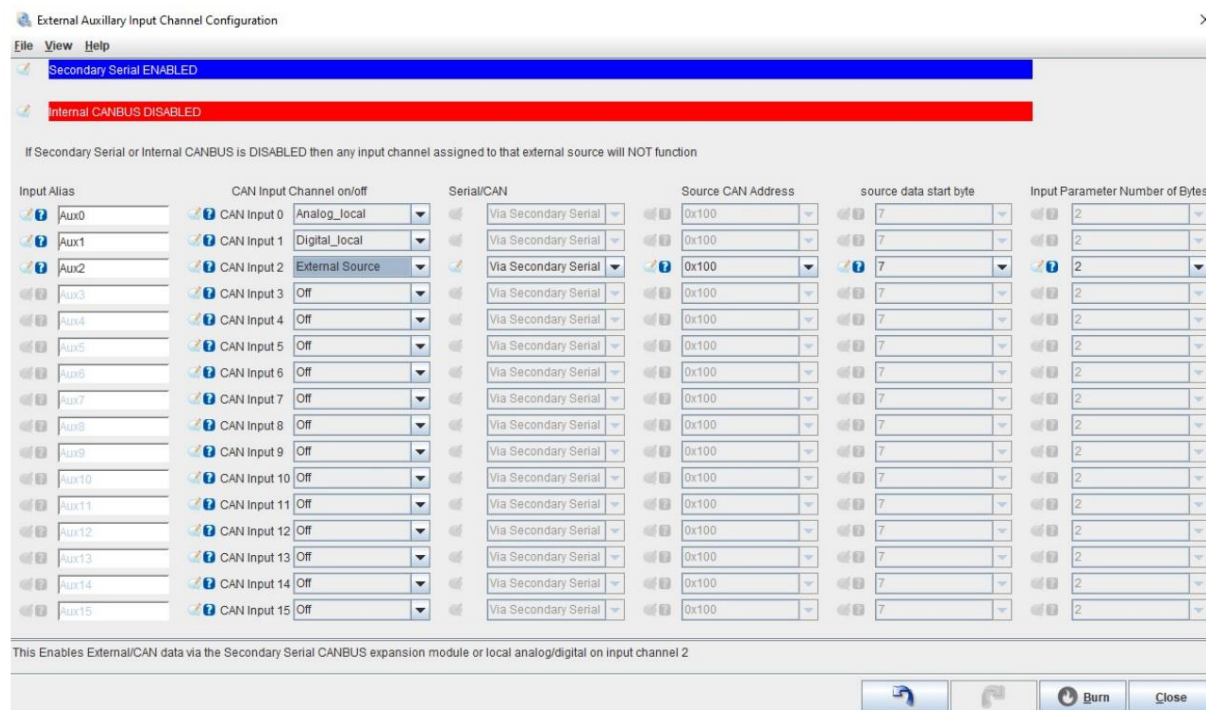 External Auxillary Input Channel Configuration
File View Help
Secondary Serial ENABLED
Internal CANBUS DISABLED
If Secondary Serial or Internal CANBUS is DISABLED then any input channel assigned to that external source will NOT function
Input Alias CAN Input Channel on/off Serial/CAN Source CAN Address source data start byte Input Parameter Number of Bytes
Aux0 CAN Input 0 Analog_local Via Secondary Serial 0x100 7 2
Aux1 CAN Input 1 Digital_local Via Secondary Serial 0x100 7 2
Aux2 CAN Input 2 External Source Via Secondary Serial 0x100 7 2
Aux3 CAN Input 3 Off Via Secondary Serial 0x100 7 2
Aux4 CAN Input 4 Off Via Secondary Serial 0x100 7 2
Aux5 CAN Input 5 Off Via Secondary Serial 0x100 7 2
Aux6 CAN Input 6 Off Via Secondary Serial 0x100 7 2
Aux7 CAN Input 7 Off Via Secondary Serial 0x100 7 2
Aux8 CAN Input 8 Off Via Secondary Serial 0x100 7 2
Aux9 CAN Input 9 Off Via Secondary Serial 0x100 7 2
Aux10 CAN Input 10 Off Via Secondary Serial 0x100 7 2
Aux11 CAN Input 11 Off Via Secondary Serial 0x100 7 2
Aux12 CAN Input 12 Off Via Secondary Serial 0x100 7 2
Aux13 CAN Input 13 Off Via Secondary Serial 0x100 7 2
Aux14 CAN Input 14 Off Via Secondary Serial 0x100 7 2
Aux15 CAN Input 15 Off Via Secondary Serial 0x100 7 2
This Enables External/CAN data via the Secondary Serial CANBUS expansion module or local analog/digital on input channel 2
Burn Close